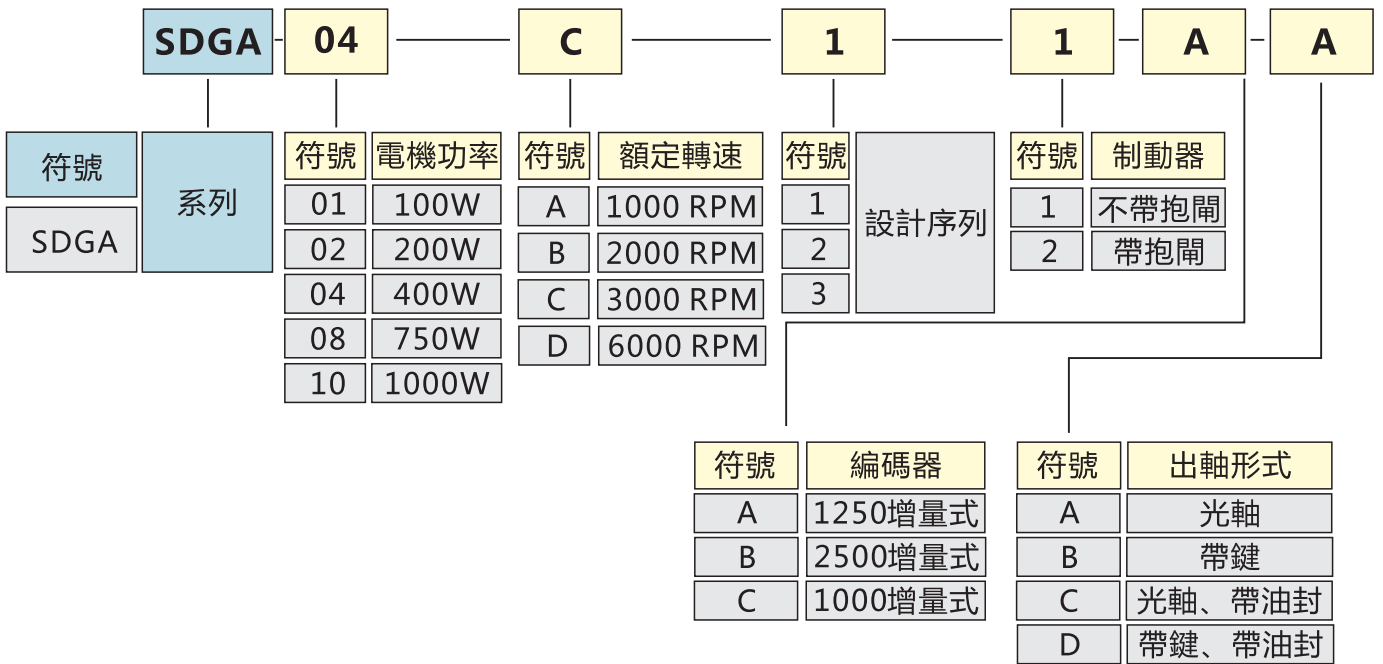 SDGA - 04 — C — 1 — 1 - A - A
符號
SDGA
系列
符號 電機功率
01 100W
02 200W
04 400W
08 750W
10 1000W
符號 額定轉速
A 1000 RPM
B 2000 RPM
C 3000 RPM
D 6000 RPM
符號
1
2
3
設計序列
符號 制動器
1 不帶抱閘
2 帶抱閘
符號 編碼器
A 1250增量式
B 2500增量式
C 1000增量式
符號 出軸形式
A 光軸
B 帶鍵
C 光軸、帶油封
D 帶鍵、帶油封